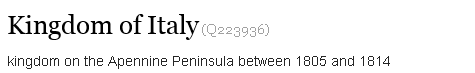 Kingdom of Italy (Q223936)
kingdom on the Apennine Peninsula between 1805 and 1814